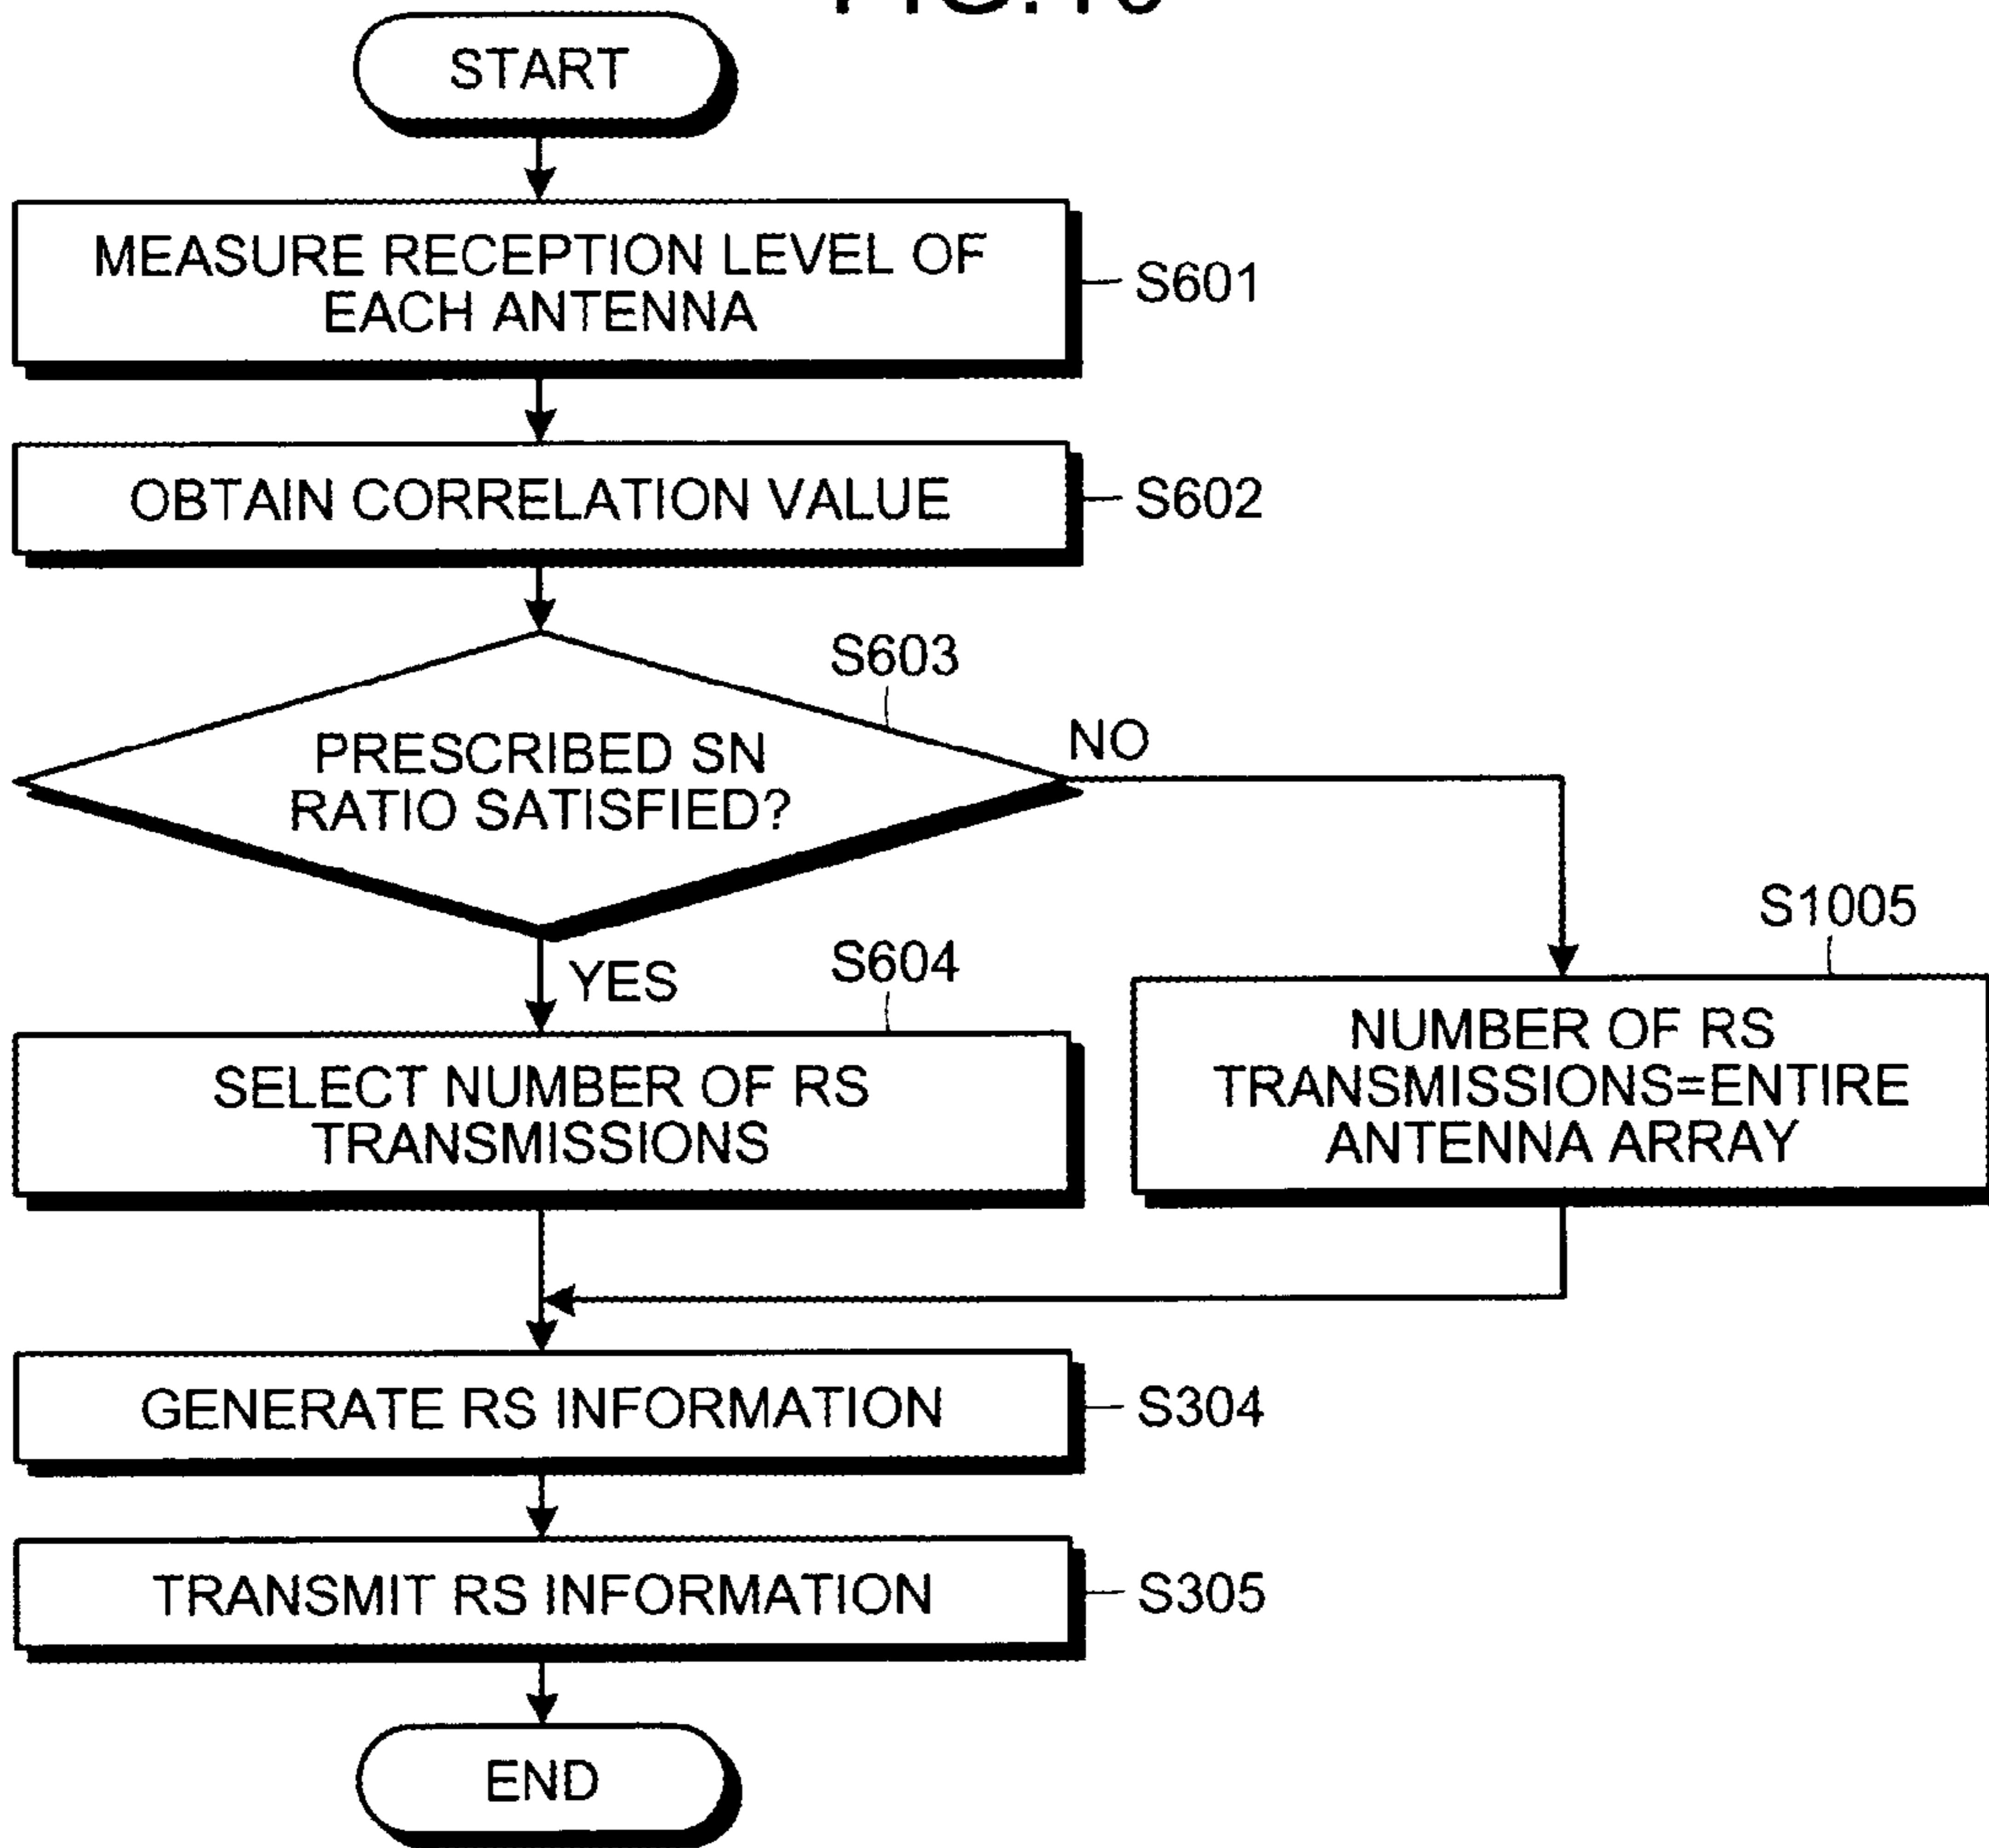 START
MEASURE RECEPTION LEVEL OF
EACH ANTENNA
S601
OBTAIN CORRELATION VALUE
S602
S603
PRESCRIBED SN
RATIO SATISFIED?
NO
YES
S604
SELECT NUMBER OF RS
TRANSMISSIONS
S1005
NUMBER OF RS
TRANSMISSIONS=ENTIRE
ANTENNA ARRAY
GENERATE RS INFORMATION
S304
TRANSMIT RS INFORMATION
S305
END